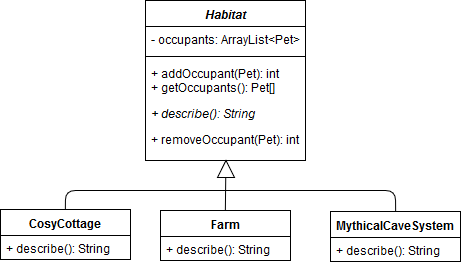 Habitat
- occupants: ArrayList<Pet>
+ addOccupant(Pet): int
+ getOccupants(): Pet[]
+ describe(): String
+ removeOccupant(Pet): int
CosyCottage
+ describe(): String
Farm
+ describe(): String
MythicalCaveSystem
+ describe(): String